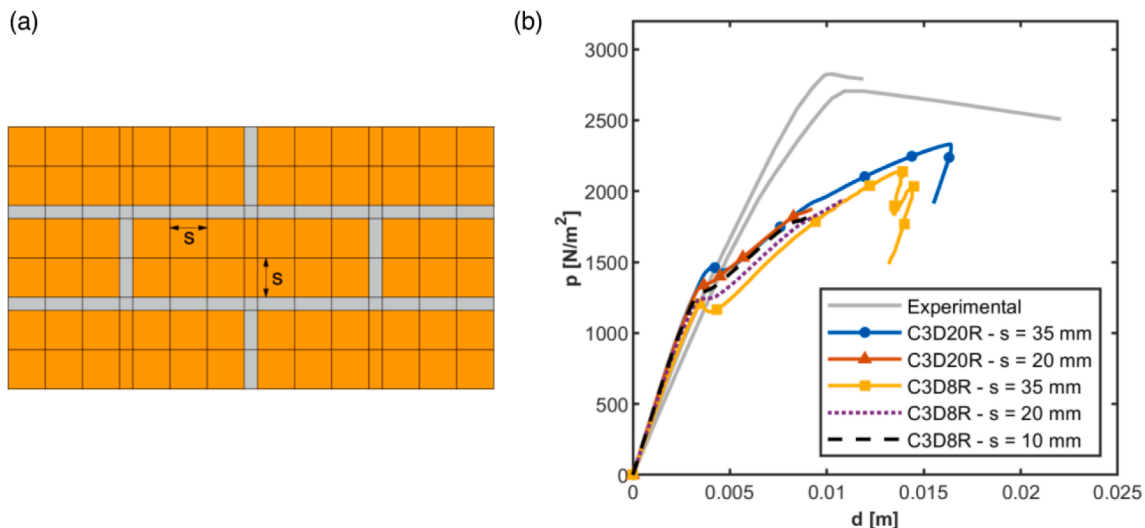 (a)
s
s
(b)
3000
2500
2000
1500
1000
500
0
p [N/m²]
0
0.005
0.01
0.015
0.02
0.025
d [m]
Experimental
C3D20R - s = 35 mm
C3D20R - s = 20 mm
C3D8R - s = 35 mm
C3D8R - s = 20 mm
C3D8R - s = 10 mm